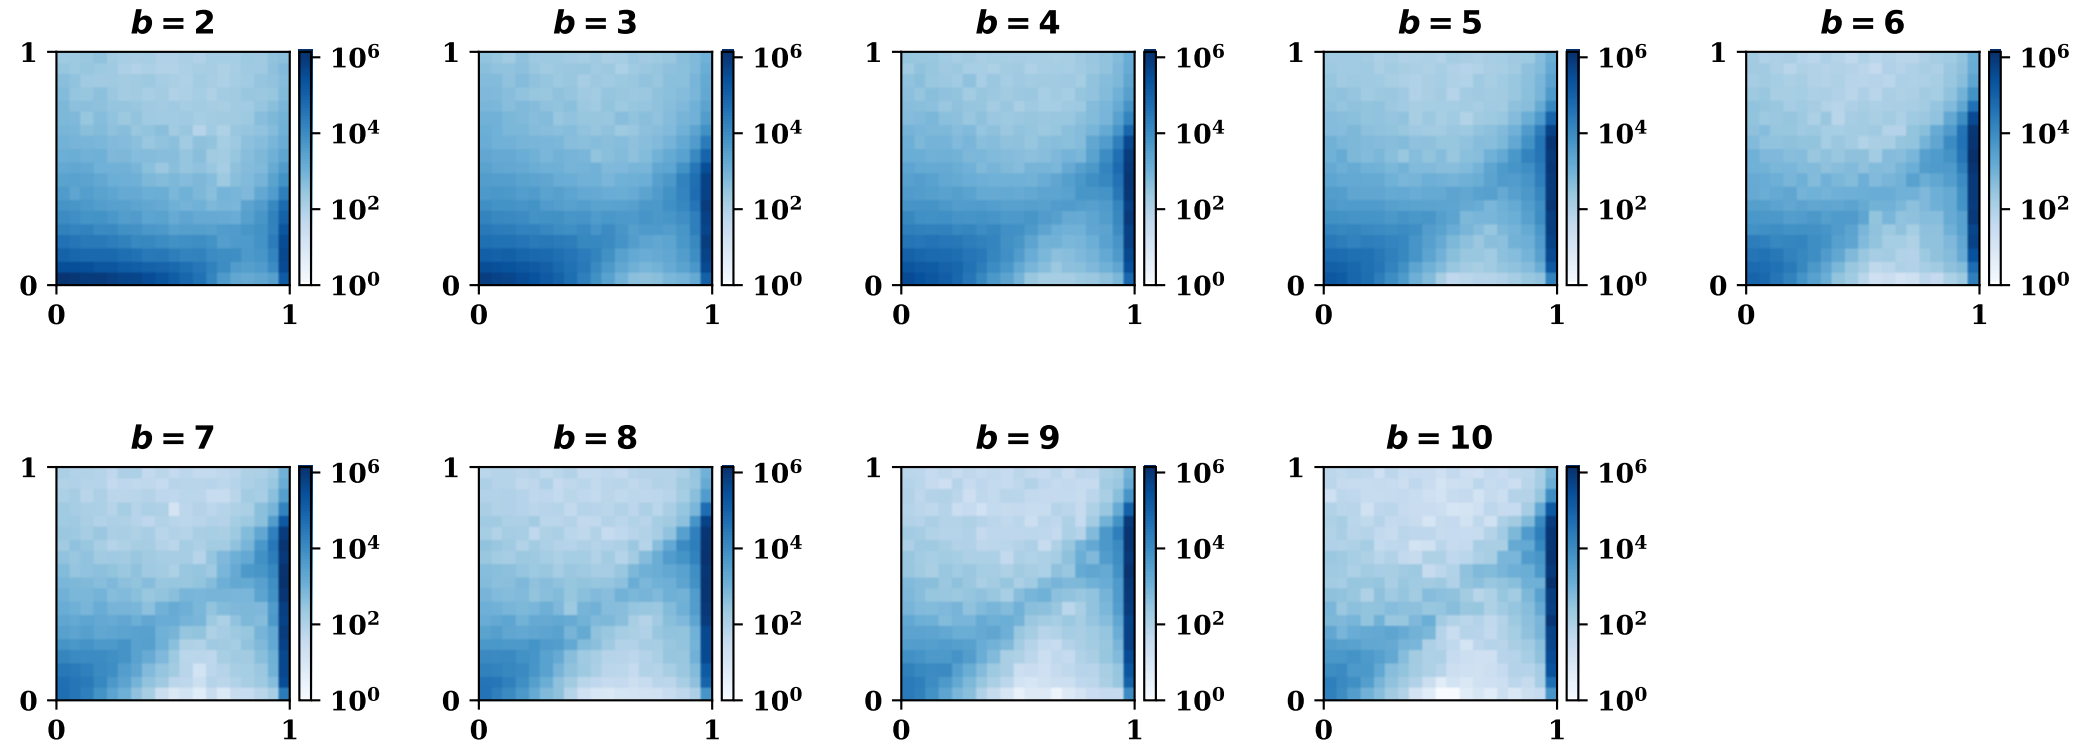 b = 2 b = 3 b = 4 b = 5 b = 6
1 10⁶ 1 10⁶ 1 10⁶ 1 10⁶ 1 10⁶
10⁴ 10⁴ 10⁴ 10⁴ 10⁴
10² 10² 10² 10² 10²
0 10⁰ 0 10⁰ 0 10⁰ 0 10⁰ 0 10⁰
0 1 0 1 0 1 0 1 0 1
b = 7 b = 8 b = 9 b = 10
1 10⁶ 1 10⁶ 1 10⁶ 1 10⁶
10⁴ 10⁴ 10⁴ 10⁴
10² 10² 10² 10²
0 10⁰ 0 10⁰ 0 10⁰ 0 10⁰
0 1 0 1 0 1 0 1